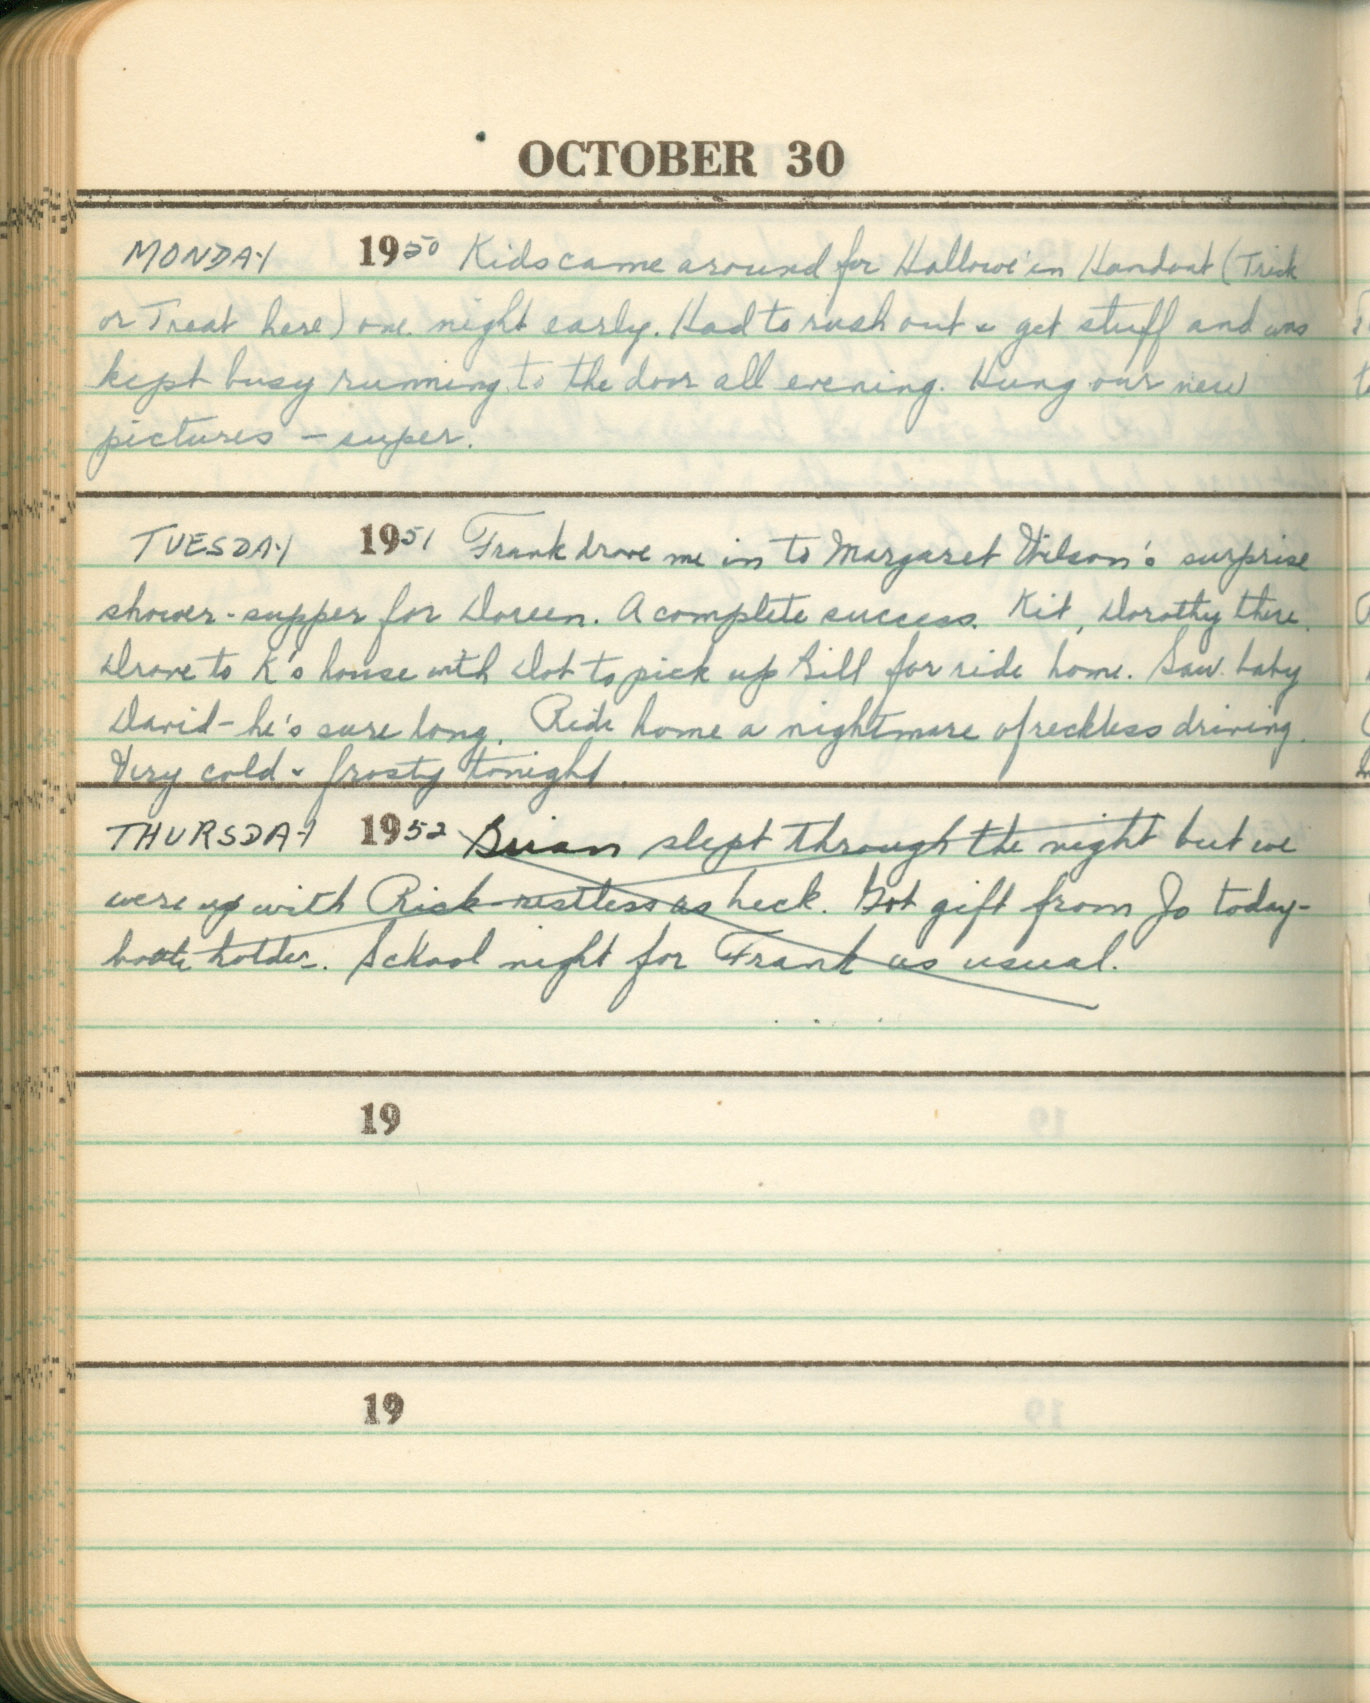 OCTOBER 30
MONDAY 1950 Kids came around for Hallowe'en Handout (Trick
or Treat here) one night early. Had to rush out & get stuff and was
kept busy running to the door all evening. Hung our new
pictures – super.
TUESDAY 1951 Frank drove me in to Margaret Wilson's surprise
shower-supper for Doreen. A complete success. Kit, Dorothy there.
Drove to K's house with Dot to pick up Bill for ride home. Saw baby
David – he's sure long. Ride home a nightmare of reckless driving.
Very cold & frosty tonight.
THURSDAY 1952 Brian slept through the night but we
were up with Rick – restless as heck. Got gift from Jo today –
bottle holder. School night for Frank as usual.
19
19